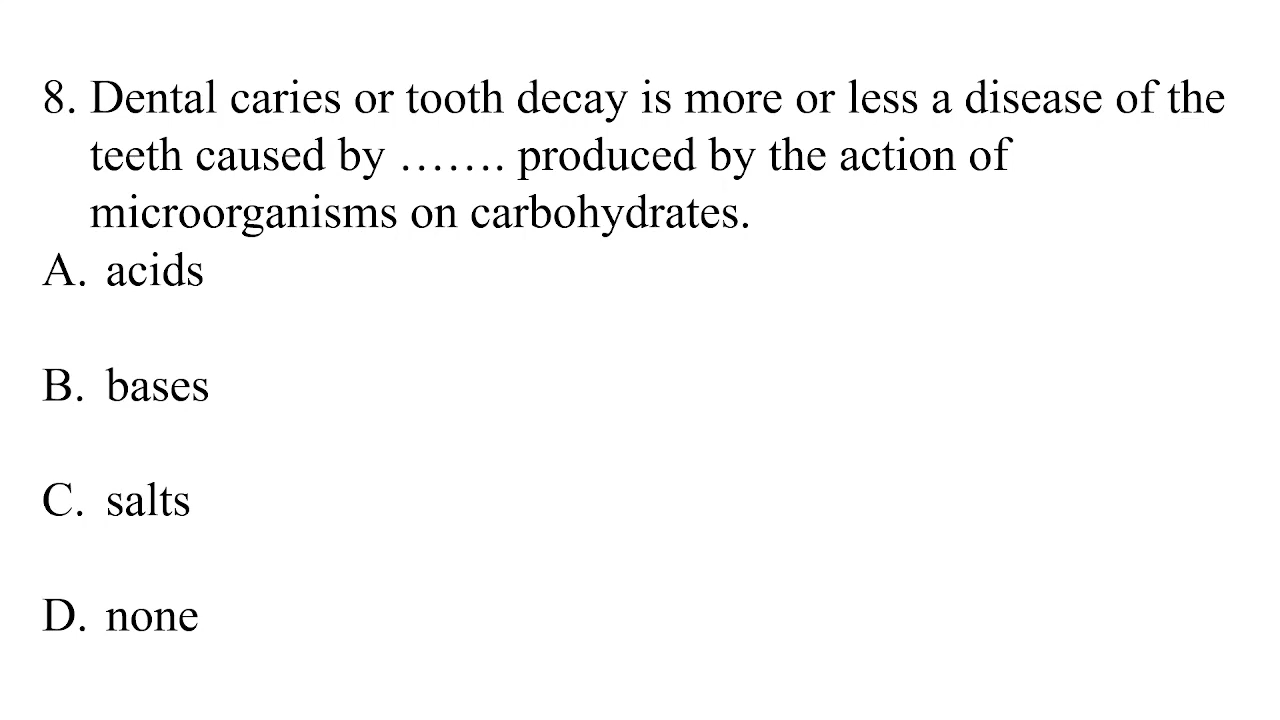 8. Dental caries or tooth decay is more or less a disease of the
teeth caused by ……. produced by the action of
microorganisms on carbohydrates.
A. acids
B. bases
C. salts
D. none